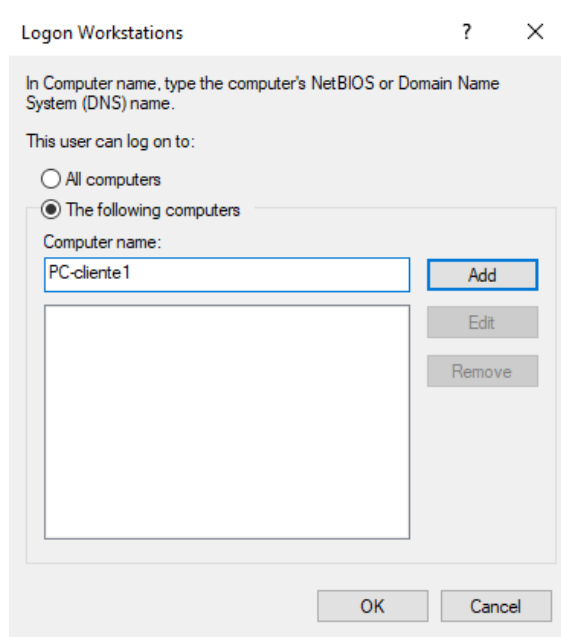 Logon Workstations
?
In Computer name, type the computer's NetBIOS or Domain Name
System (DNS) name.
This user can log on to:
All computers
The following computers
Computer name:
PC-cliente1
Add
Edit
Remove
OK
Cancel